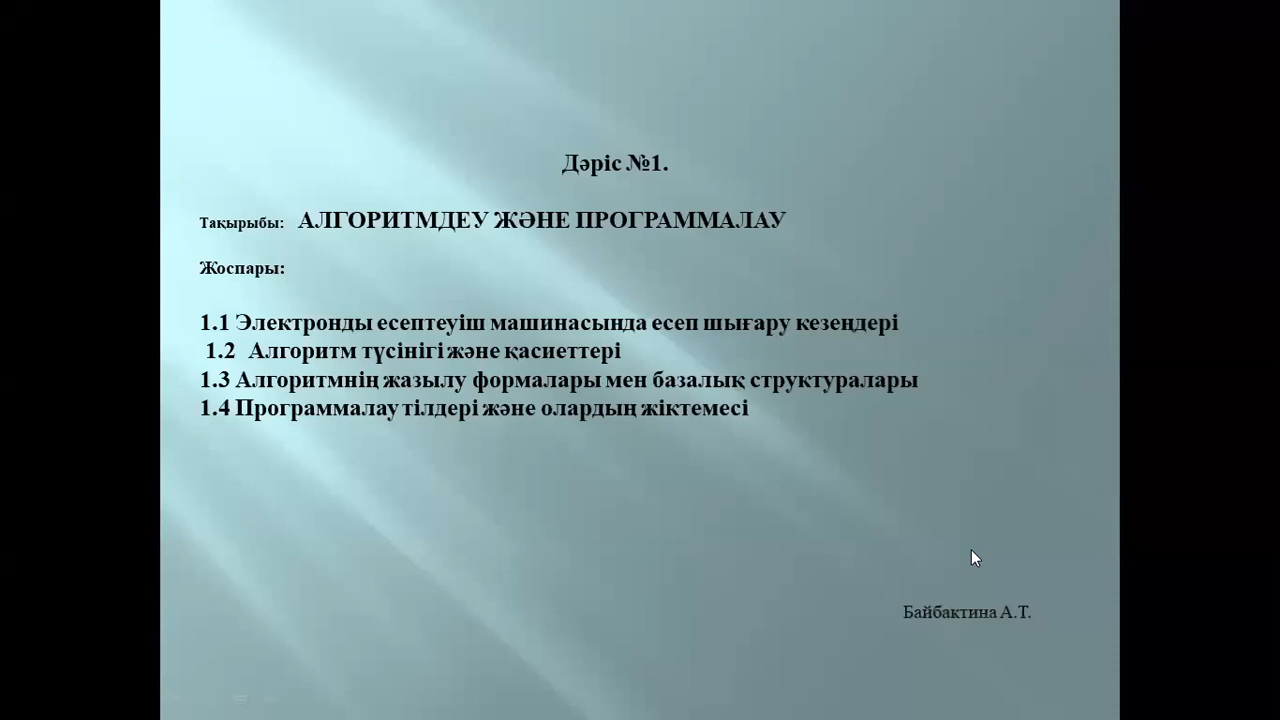 Дәріс №1.
Тақырыбы: АЛГОРИТМДЕУ ЖӘНЕ ПРОГРАММАЛАУ
Жоспары:
1.1 Электронды есептеуіш машинасында есеп шығару кезеңдері
1.2 Алгоритм түсінігі және қасиеттері
1.3 Алгоритмнің жазылу формалары мен базалық структуралары
1.4 Программалау тілдері және олардың жіктемесі
Байбактина А.Т.